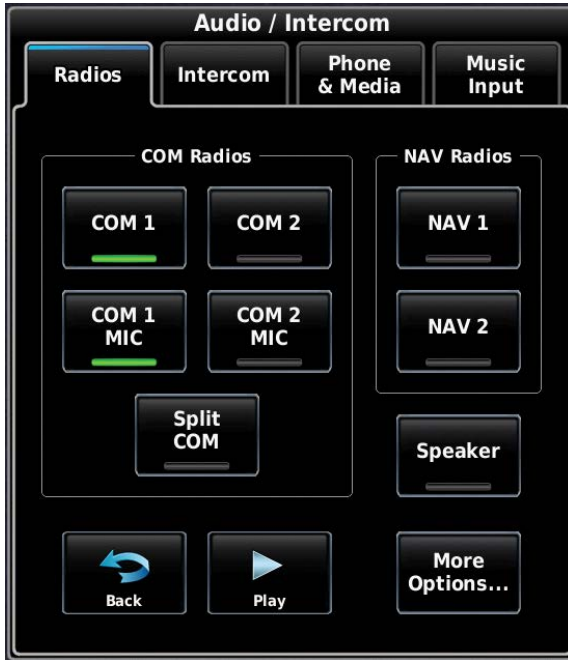 Audio / Intercom
Radios
Intercom
Phone
& Media
Music
Input
COM Radios
NAV Radios
COM 1
COM 2
NAV 1
COM 1
MIC
COM 2
MIC
NAV 2
Split
COM
Speaker
Back
Play
More
Options...